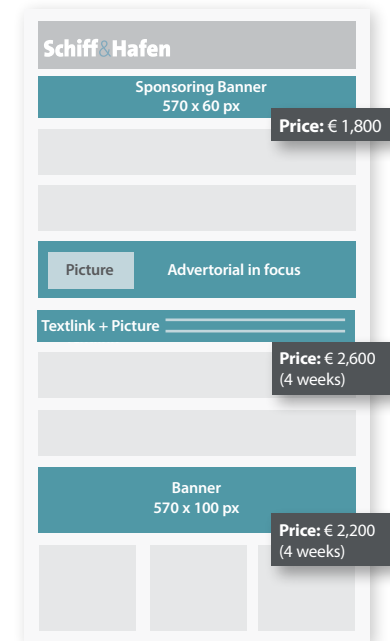 Schiff&Hafen
Sponsoring Banner
570 x 60 px
Price: € 1,800
Picture
Advertorial in focus
Textlink + Picture
Price: € 2,600
(4 weeks)
Banner
570 x 100 px
Price: € 2,200
(4 weeks)